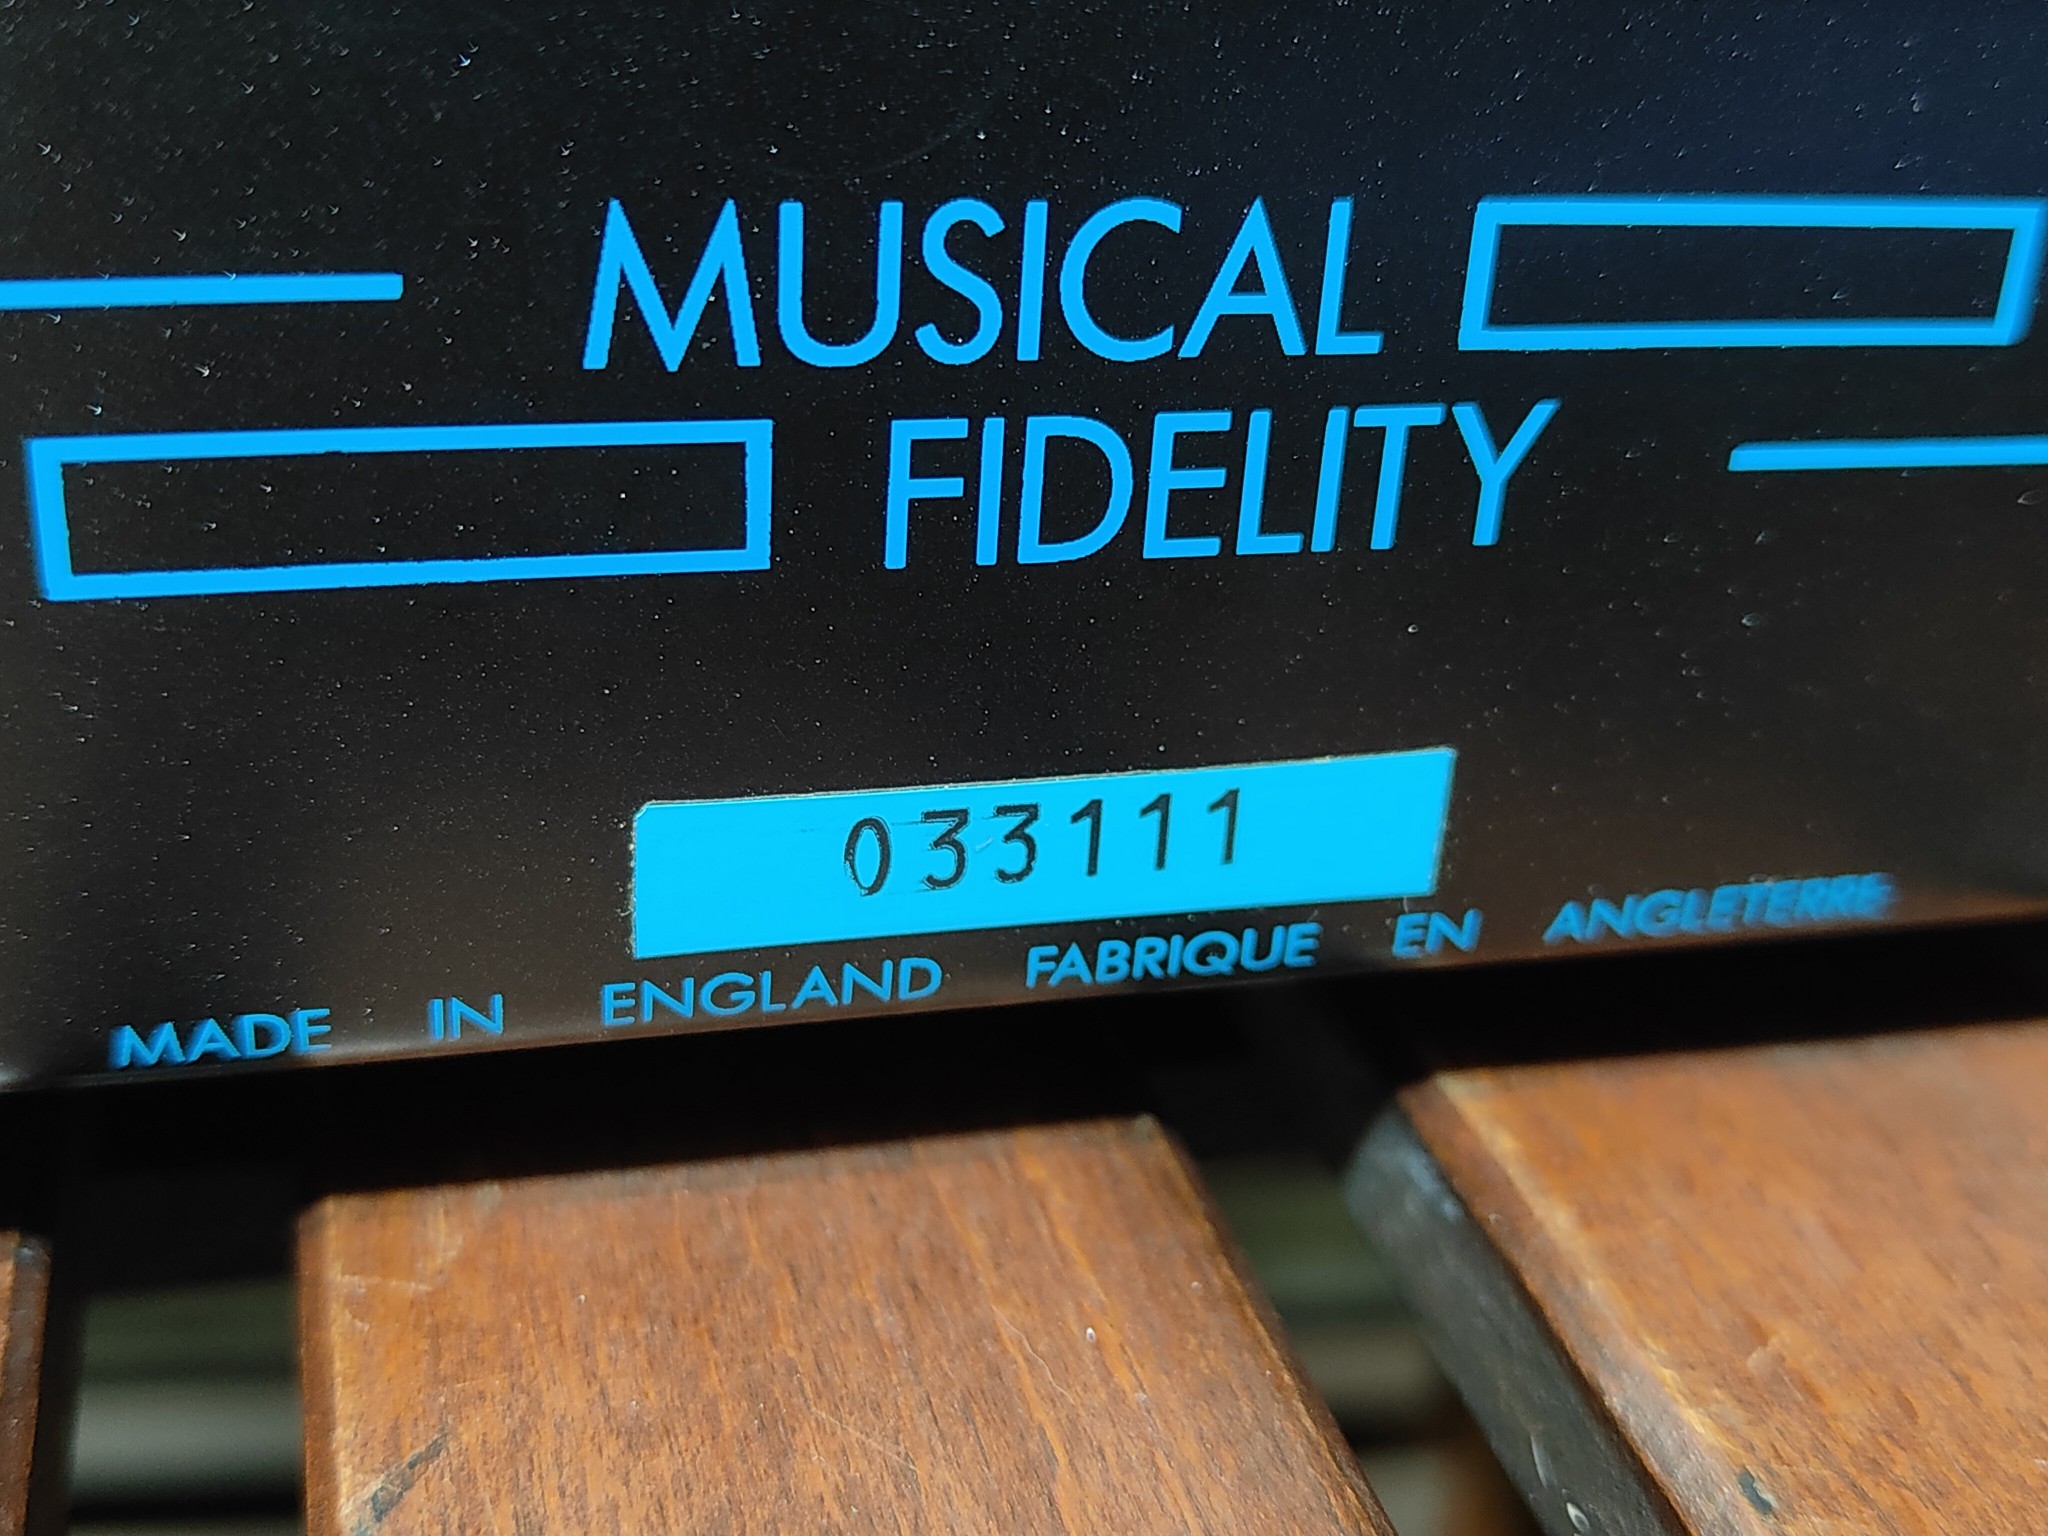 MUSICAL
FIDELITY
033111
MADE IN ENGLAND FABRIQUE EN ANGLETERRE